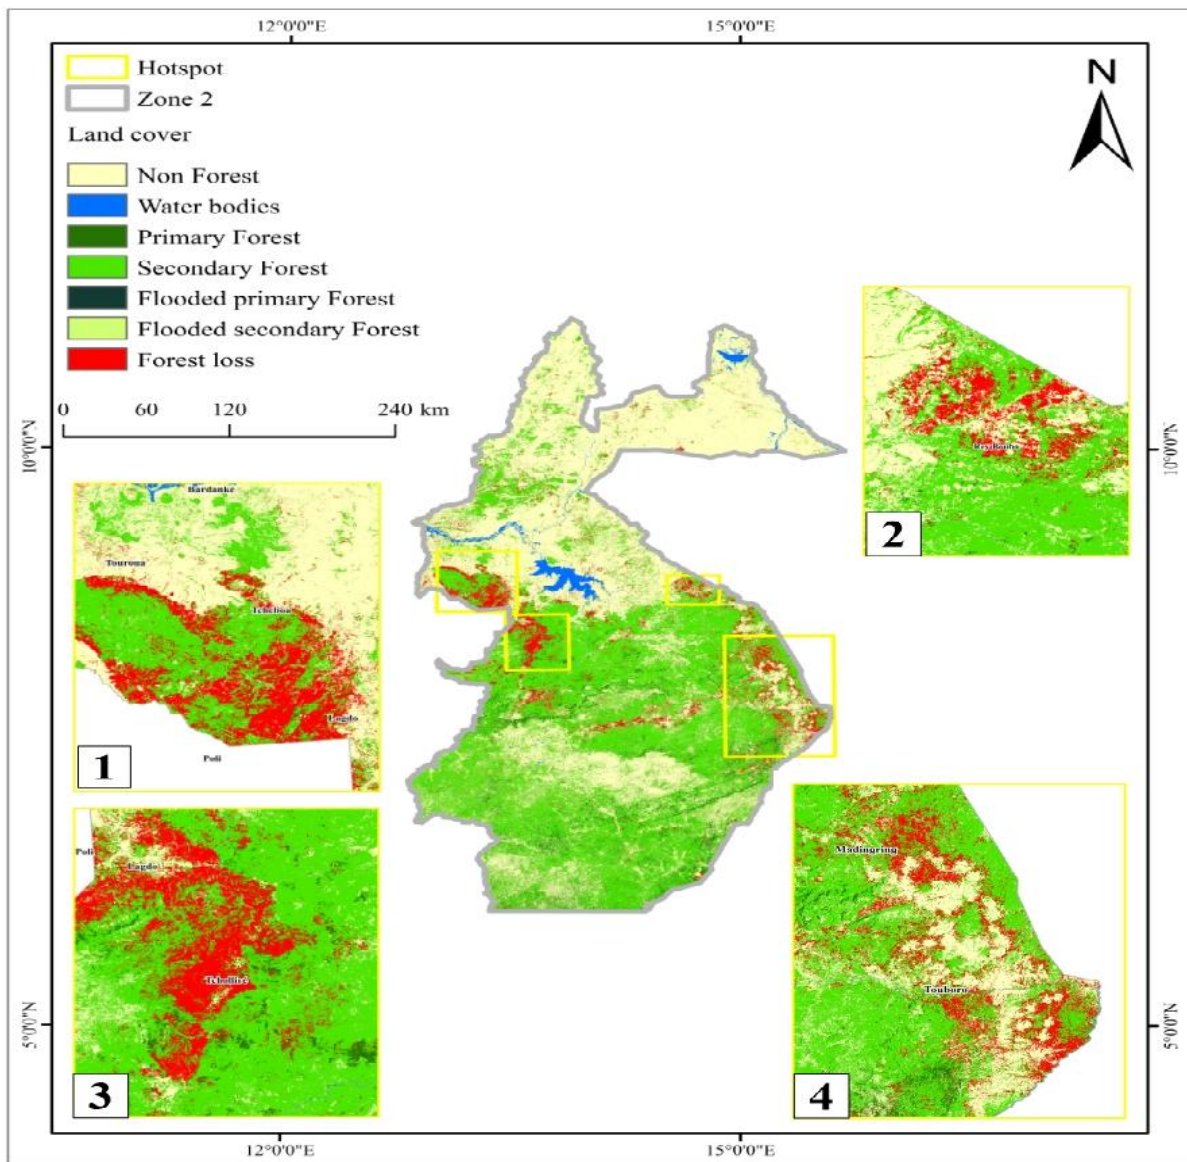 12°0'0"E 15°0'0"E
Hotspot
Zone 2
Land cover
Non Forest
Water bodies
Primary Forest
Secondary Forest
Flooded primary Forest
Flooded secondary Forest
Forest loss
0 60 120 240 km
N
10°0'0"N 10°0'0"N
Bardanke
Touroua
Tcheboa
Lagdo
Poli
1
Rey Bouba
2
Poli
Lagdo
Tchollire
3
Madingring
Touboro
4
5°0'0"N 5°0'0"N
12°0'0"E 15°0'0"E